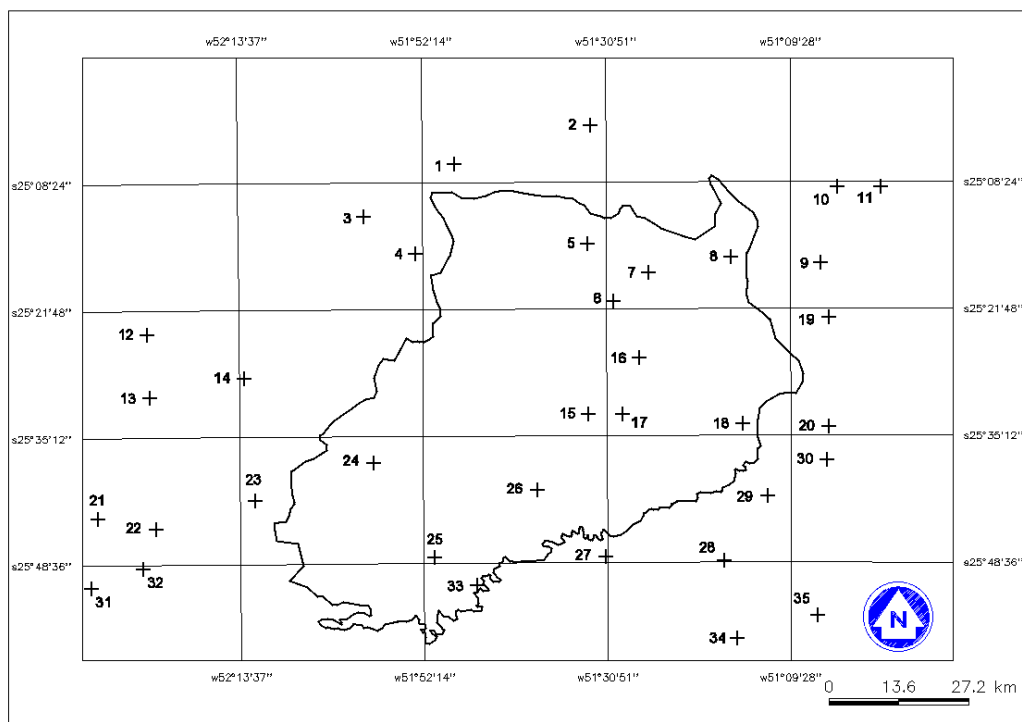 w52°13'37" w51°52'14" w51°30'51" w51°09'28"
2
1
s25°08'24" s25°08'24"
10 11
3
4 5 8 9
7
6
s25°21'48" s25°21'48"
19
12
16
14
13
15 17 18 20
s25°35'12" s25°35'12"
24 30
23 26 29
21
22
25 27 28
s25°48'36" s25°48'36"
32
33
31 35
N
34
w52°13'37" w51°52'14" w51°30'51" w51°09'28"
0 13.6 27.2 km